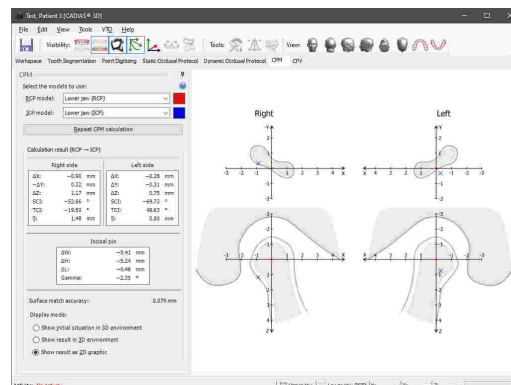 Test, Patient 3 [CADIAS® 3D]
File Edit View Tools VTO Help
Visibility: Tools: View:
Workspace Tooth Segmentation Point Digitizing Static Occlusal Protocol Dynamic Occlusal Protocol CPM CPV
CPM
Select the models to use:
RCP model: Lower jaw (RCP)
ICP model: Lower jaw (ICP)
Repeat CPM calculation
Calculation result (RCP → ICP)
Right side Left side
ΔX: -0.90 mm ΔX: -0.28 mm
-ΔY: 0.32 mm ΔY: -0.31 mm
ΔZ: 1.17 mm ΔZ: 0.75 mm
SCI: -52.66 ° SCI: -69.73 °
TCI: -19.50 ° TCI: 48.63 °
S: 1.48 mm S: 0.80 mm
Incisal pin
ΔW: -0.41 mm
ΔH: -5.24 mm
ΔL: -0.48 mm
Gamma: -2.35 °
Surface match accuracy: 0.079 mm
Display mode:
Show initial situation in 3D environment
Show result in 3D environment
Show result as 2D graphic
Right Left